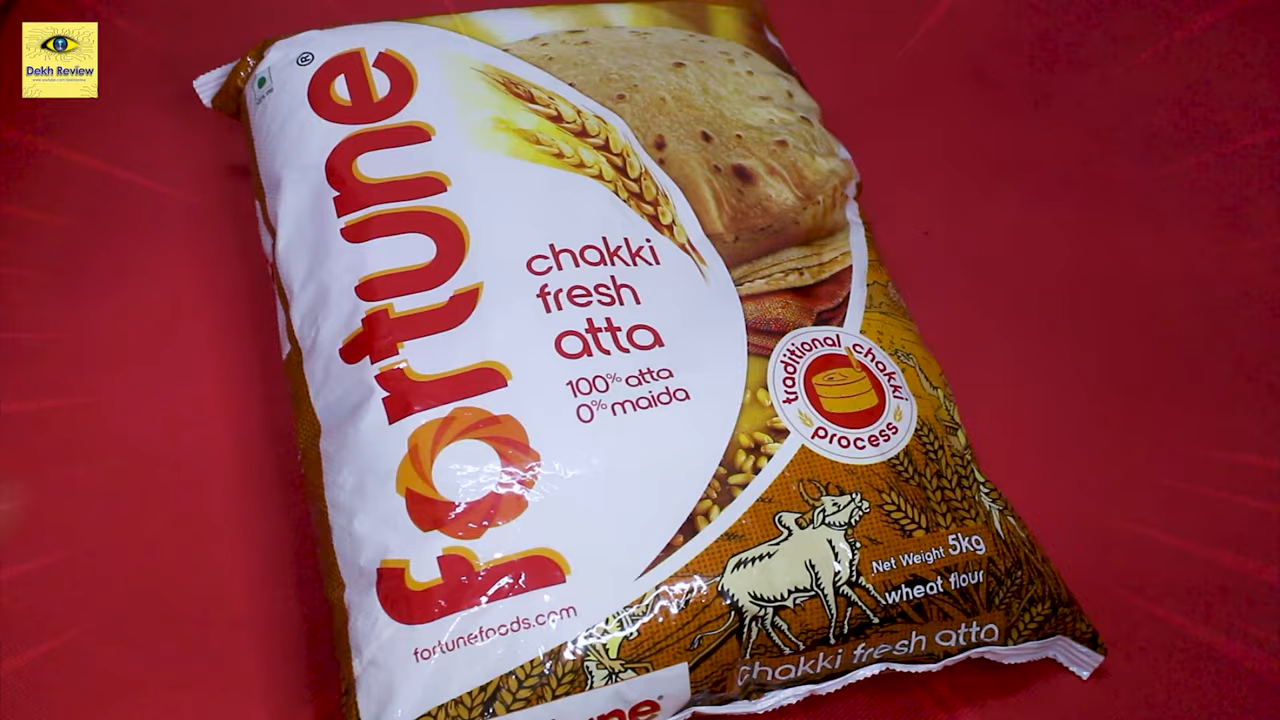 Dekh Review
fortune®
chakki
fresh
atta
100% atta
0% maida
traditional chakki
process
Net Weight 5kg
wheat flour
fortunefoods.com
chakki fresh atta